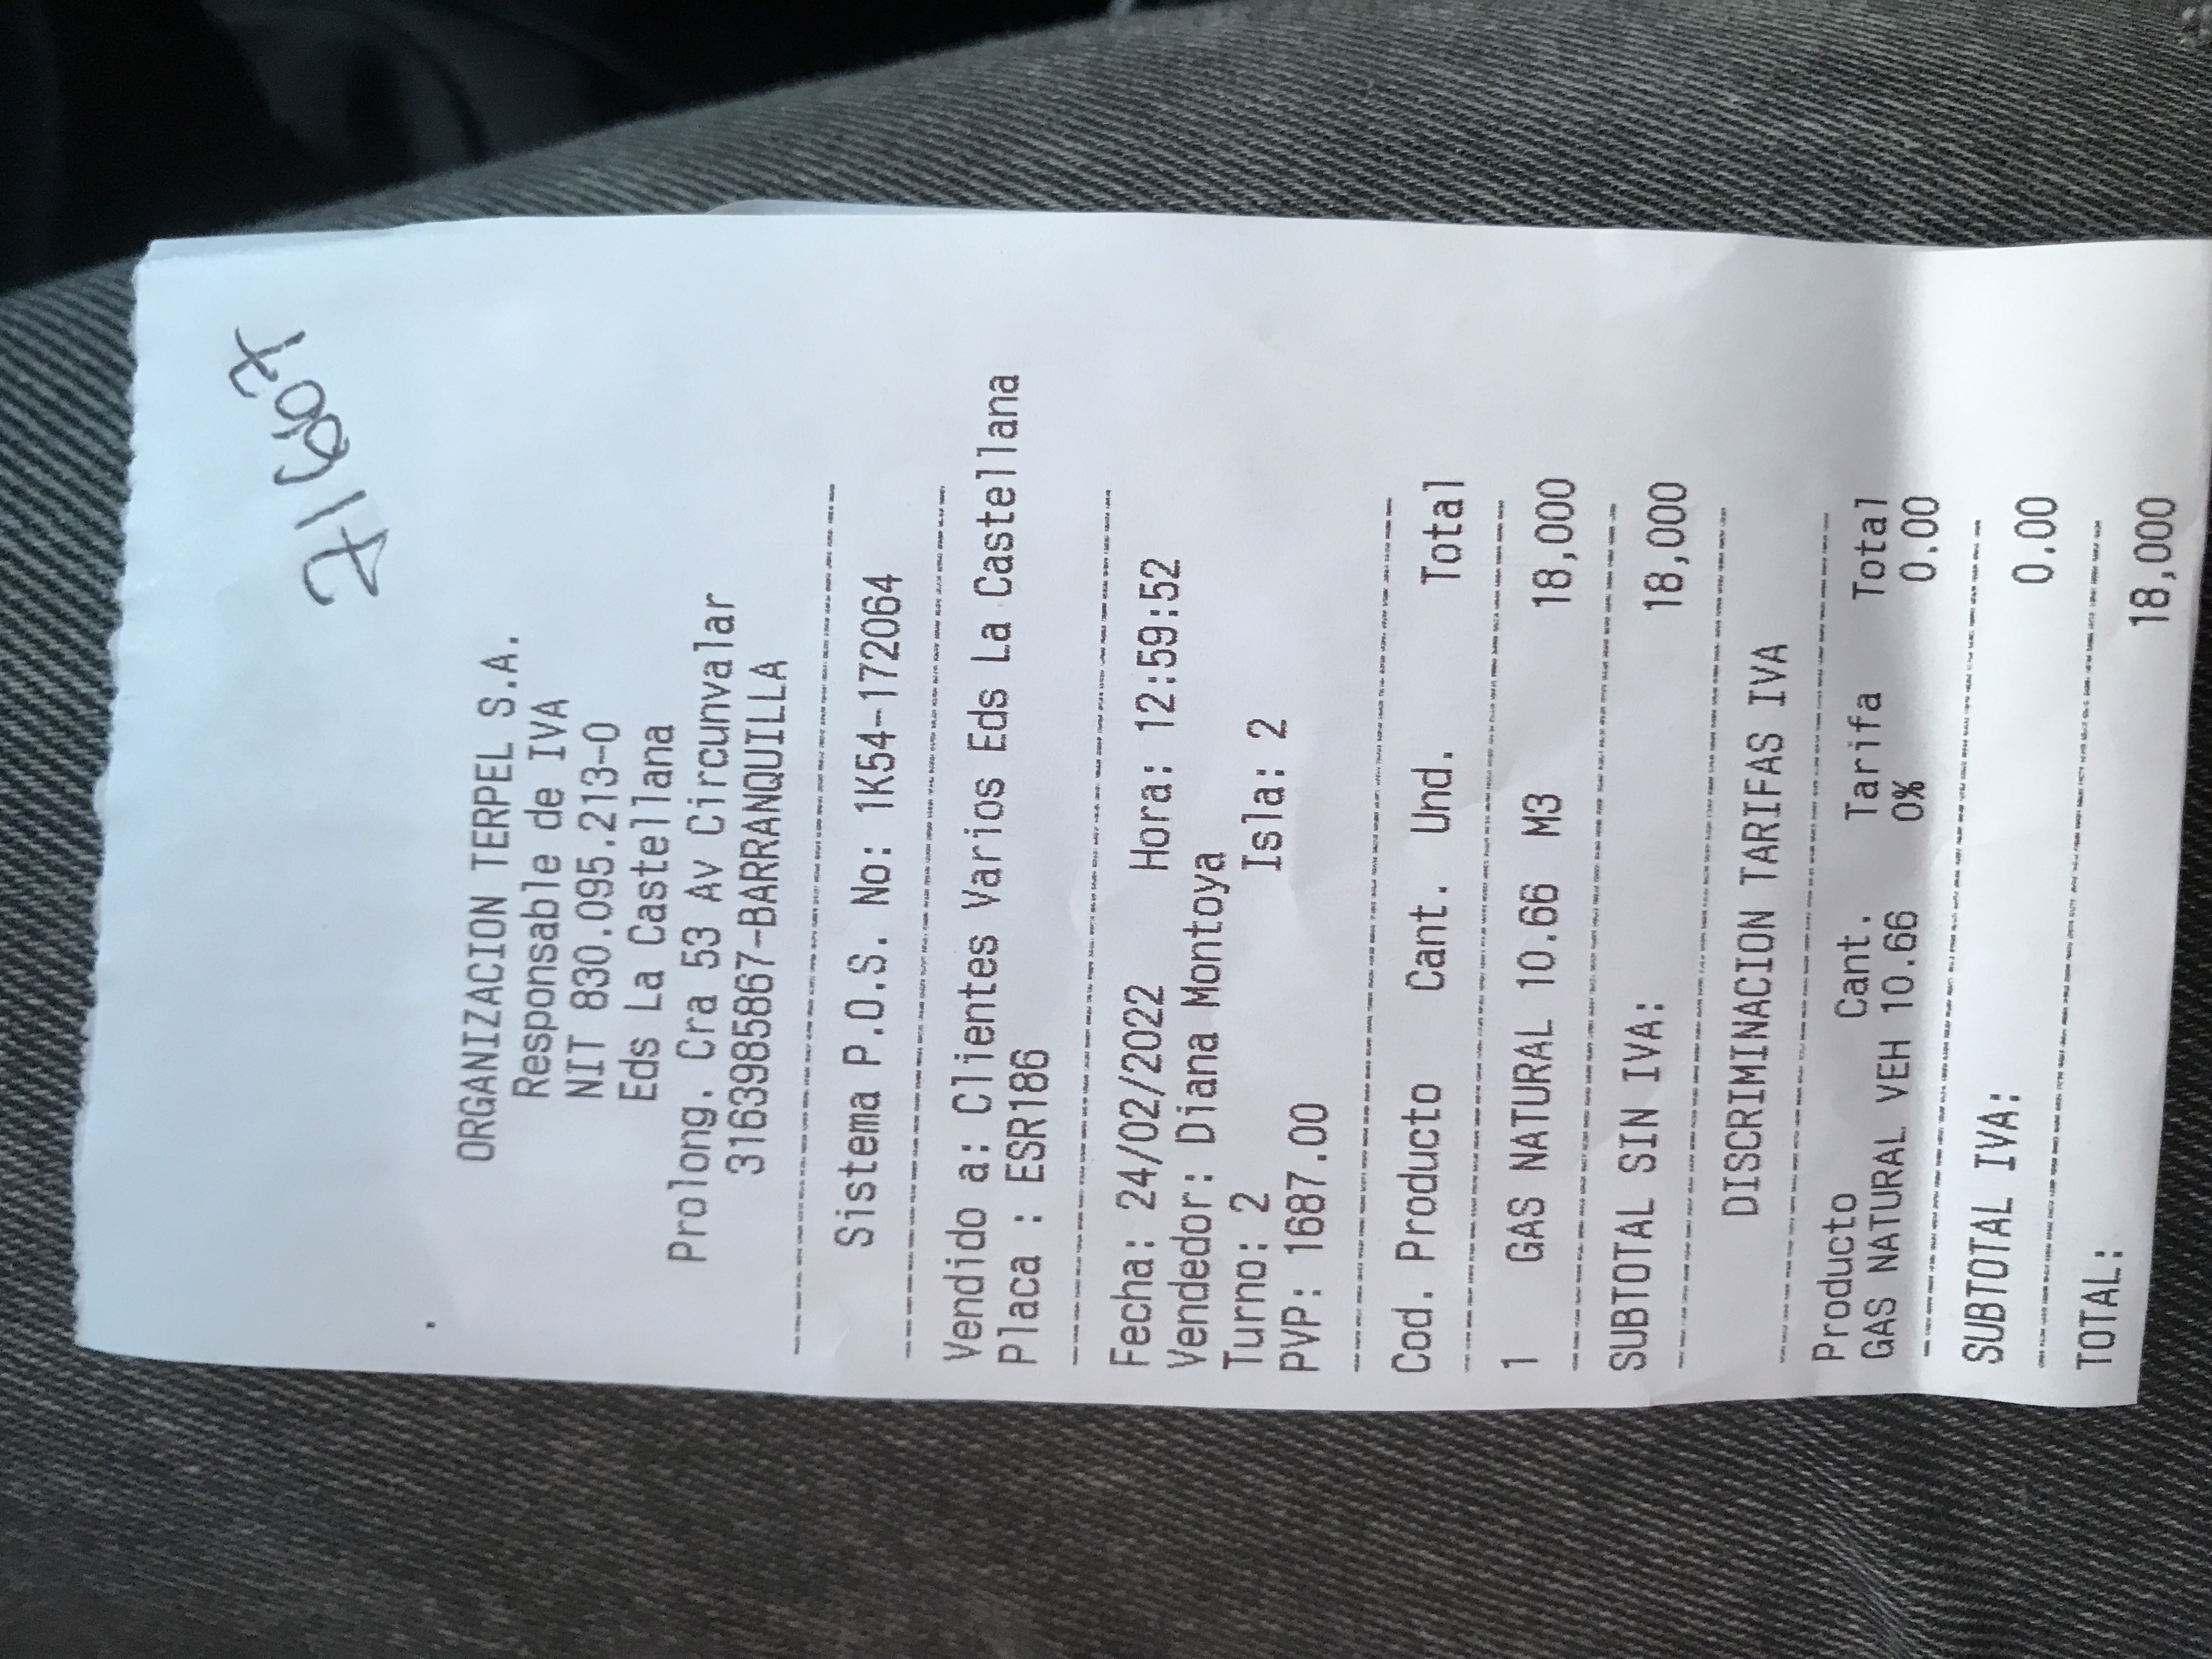 ORGANIZACION TERPEL S.A.
Responsable de IVA
NIT 830.095.213-0
Eds La Castellana
Prolong. Cra 53 Av Circunvalar
3163985867-BARRANQUILLA
Sistema P.O.S. No: 1K54-172064
Vendido a: Clientes Varios Eds La Castellana
Placa : ESR186
Fecha: 24/02/2022 Hora: 12:59:52
Vendedor: Diana Montoya
Turno: 2 Isla: 2
PVP: 1687.00
Cod. Producto Cant. Und. Total
1 GAS NATURAL 10.66 M3 18,000
SUBTOTAL SIN IVA: 18,000
DISCRIMINACION TARIFAS IVA
Producto Cant. Tarifa Total
GAS NATURAL VEH 10.66 0% 0.00
SUBTOTAL IVA: 0.00
TOTAL: 18,000